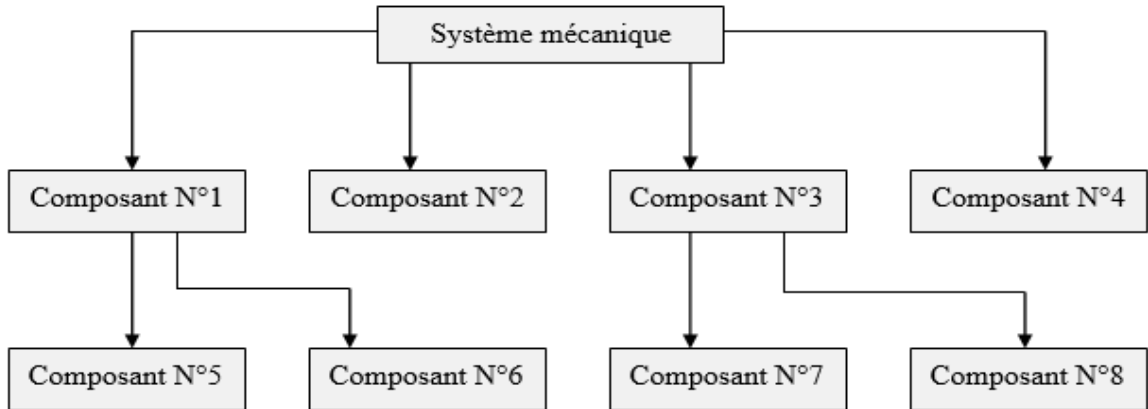 Système mécanique
Composant N°1
Composant N°2
Composant N°3
Composant N°4
Composant N°5
Composant N°6
Composant N°7
Composant N°8